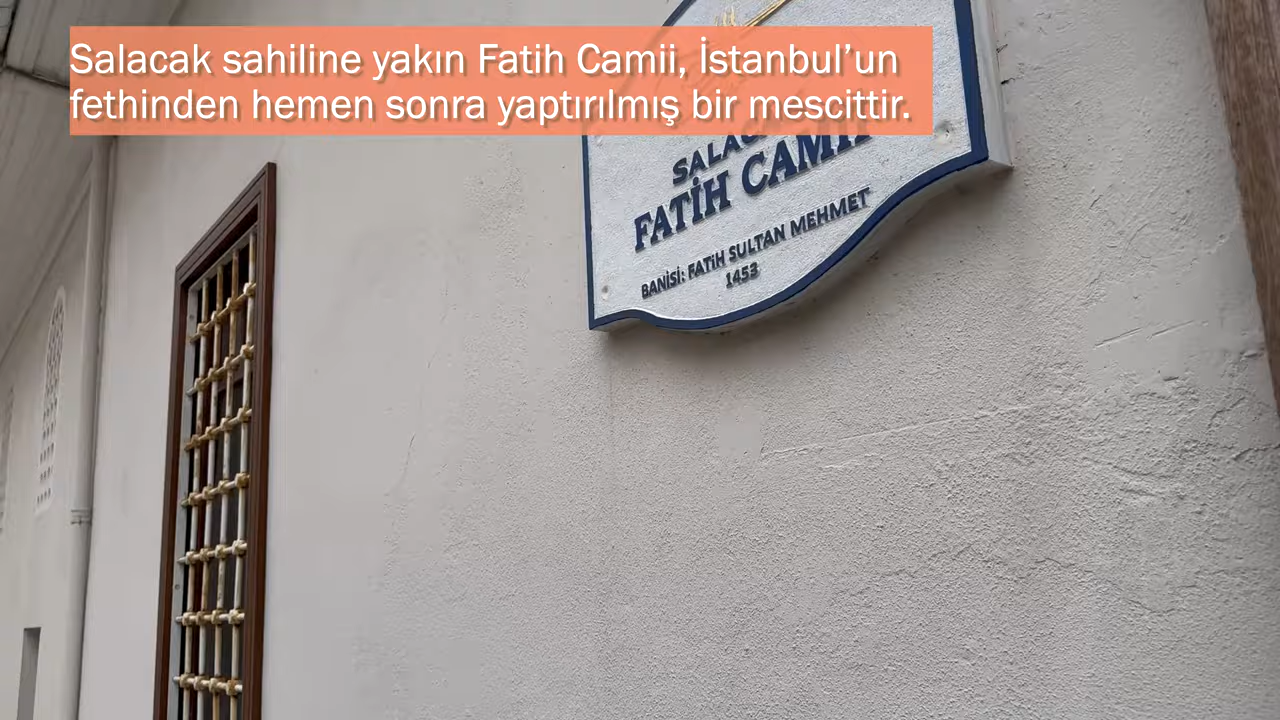 Salacak sahiline yakın Fatih Camii, İstanbul’un
fethinden hemen sonra yaptırılmış bir mescittir.
FATİH CAMİİ
BANİSİ: FATİH SULTAN MEHMET
1453